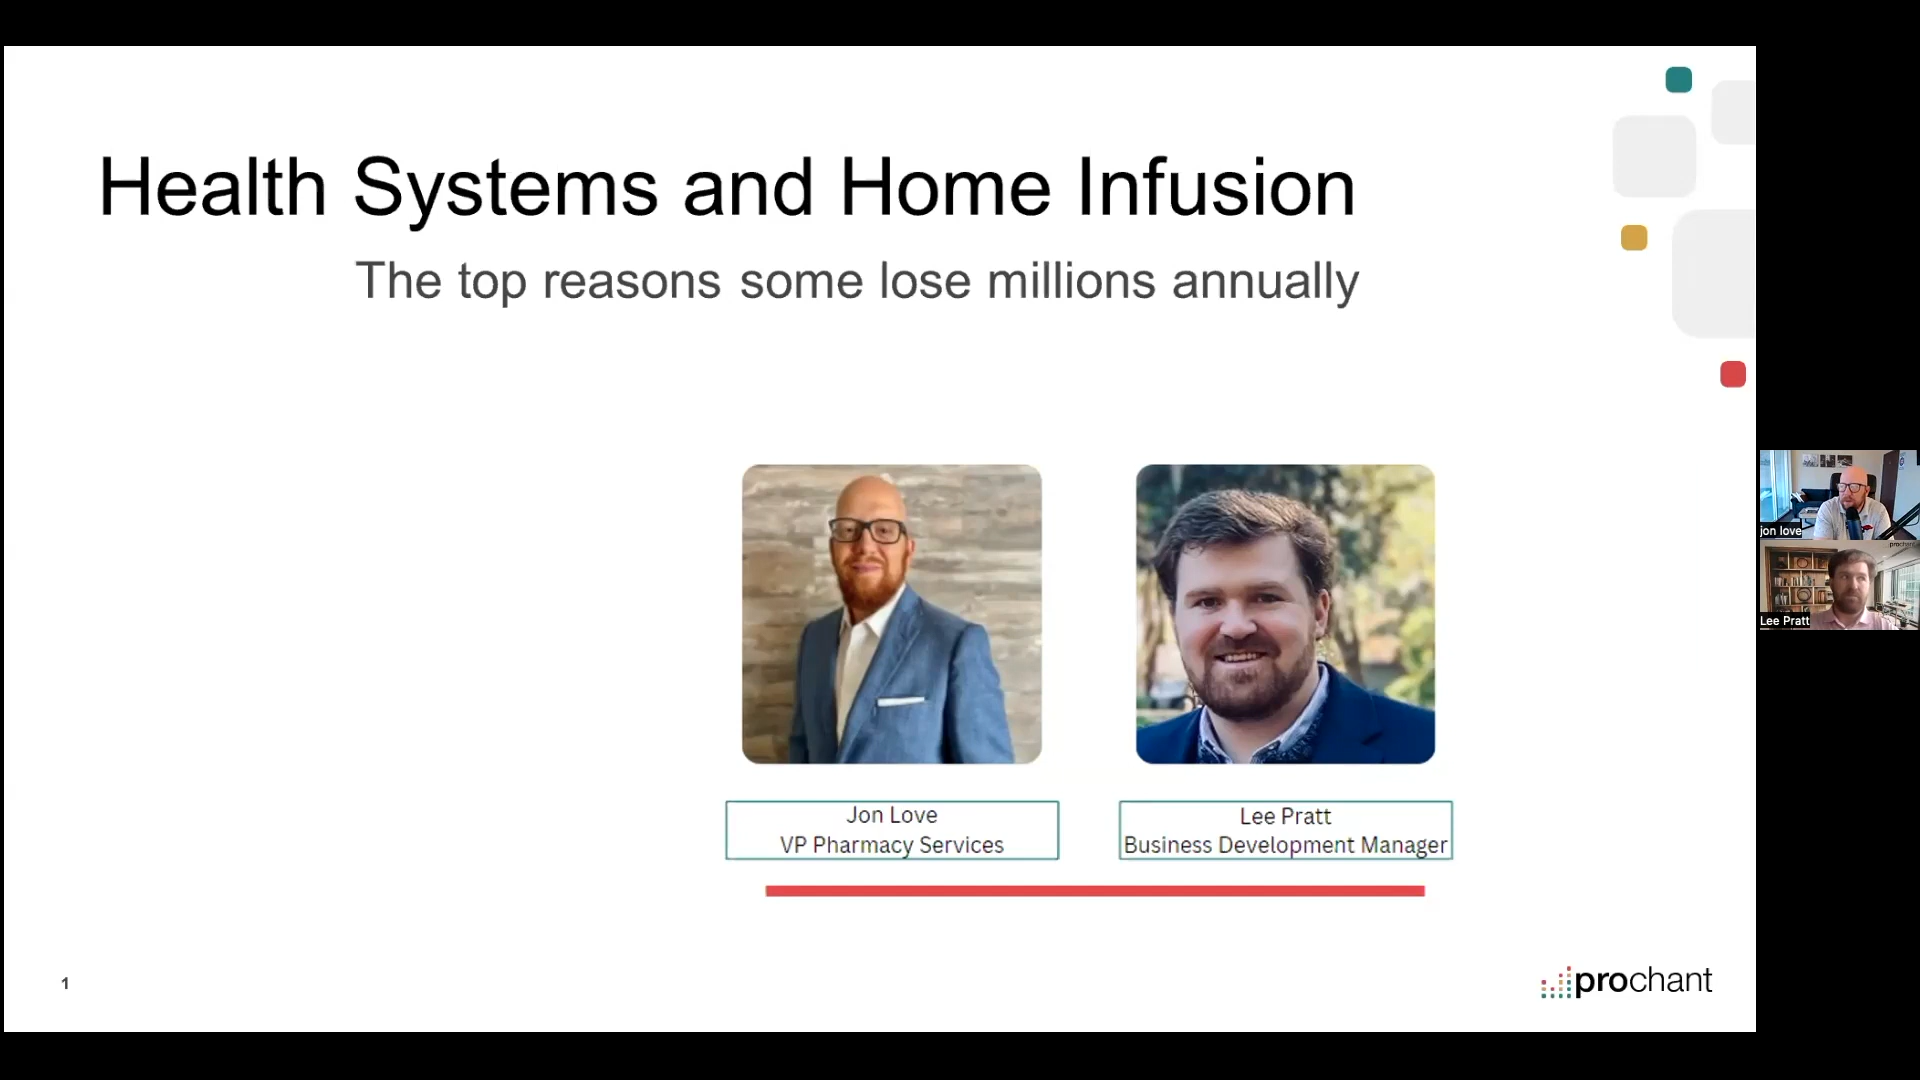 Health Systems and Home Infusion
The top reasons some lose millions annually
Jon Love
VP Pharmacy Services
Lee Pratt
Business Development Manager
1
prochant
jon love
prochant
Lee Pratt